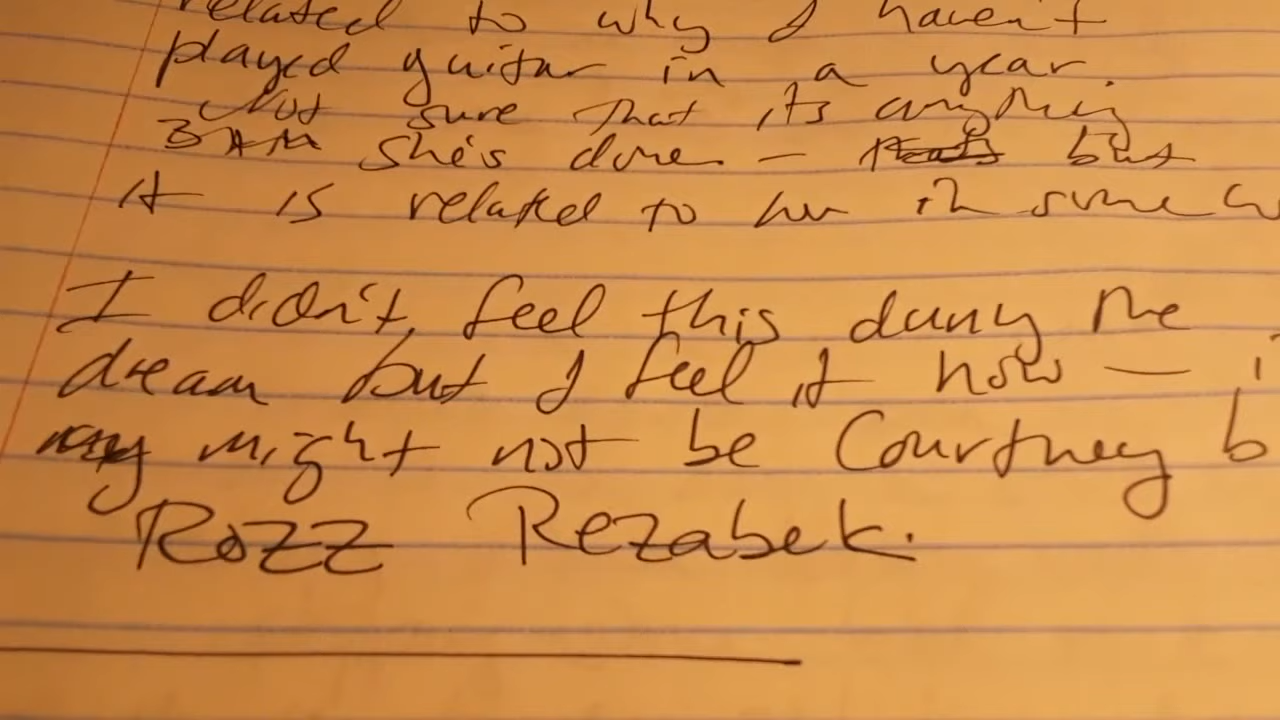 related to why I haven't
played guitar in a year.
Not sure that its anything
she's done – but
it is related to her in some
I didn't feel this during the
dream but I feel it now — i
might not be Courtney b
Rozz Rezabek.